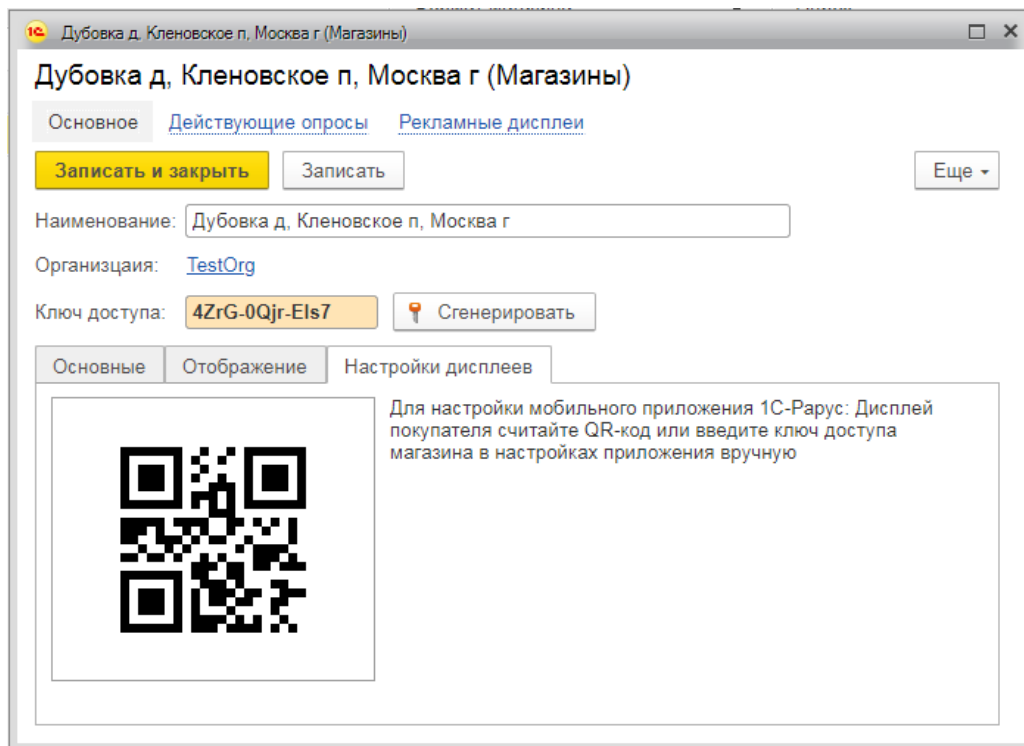 1С Дубовка д, Кленовское п, Москва г (Магазины)
Дубовка д, Кленовское п, Москва г (Магазины)
Основное Действующие опросы Рекламные дисплеи
Записать и закрыть Записать Еще
Наименование: Дубовка д, Кленовское п, Москва г
Организцаия: TestOrg
Ключ доступа: 4ZrG-0Qjr-EIs7 Сгенерировать
Основные Отображение Настройки дисплеев
Для настройки мобильного приложения 1С-Рарус: Дисплей
покупателя считайте QR-код или введите ключ доступа
магазина в настройках приложения вручную